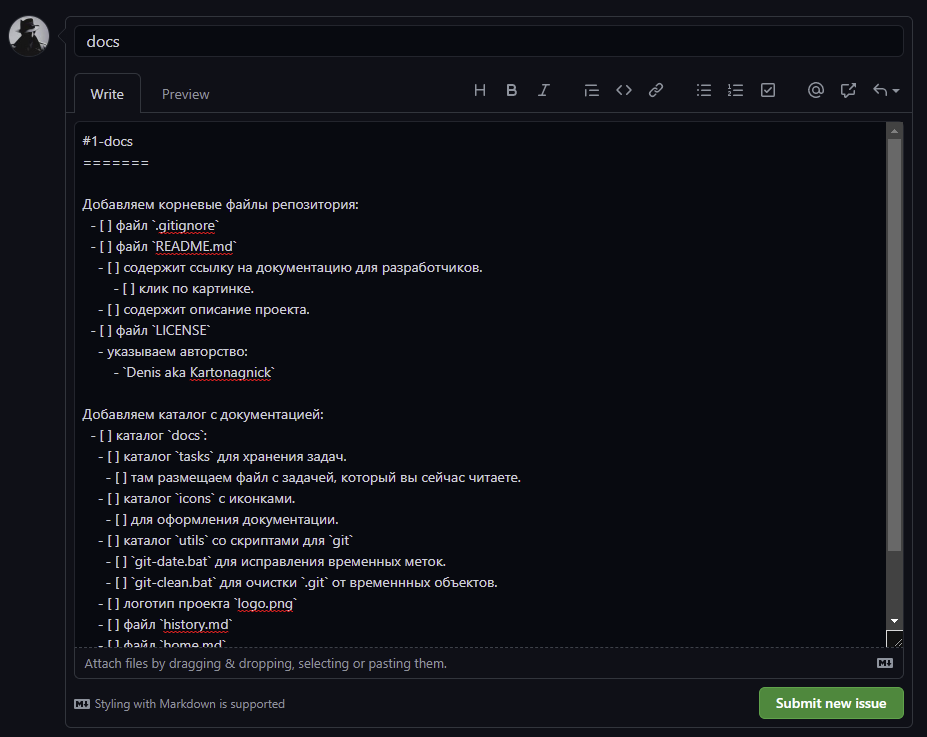 docs
Write Preview
#1-docs
=======
Добавляем корневые файлы репозитория:
- [ ] файл `.gitignore`
- [ ] файл `README.md`
- [ ] содержит ссылку на документацию для разработчиков.
- [ ] клик по картинке.
- [ ] содержит описание проекта.
- [ ] файл `LICENSE`
- указываем авторство:
- `Denis aka Kartonagnick`
Добавляем каталог с документацией:
- [ ] каталог `docs`:
- [ ] каталог `tasks` для хранения задач.
- [ ] там размещаем файл с задачей, который вы сейчас читаете.
- [ ] каталог `icons` с иконками.
- [ ] для оформления документации.
- [ ] каталог `utils` со скриптами для `git`
- [ ] `git-date.bat` для исправления временных меток.
- [ ] `git-clean.bat` для очистки `.git` от временнных объектов.
- [ ] логотип проекта `logo.png`
- [ ] файл `history.md`
- [ ] файл `home.md`
Attach files by dragging & dropping, selecting or pasting them.
Styling with Markdown is supported
Submit new issue